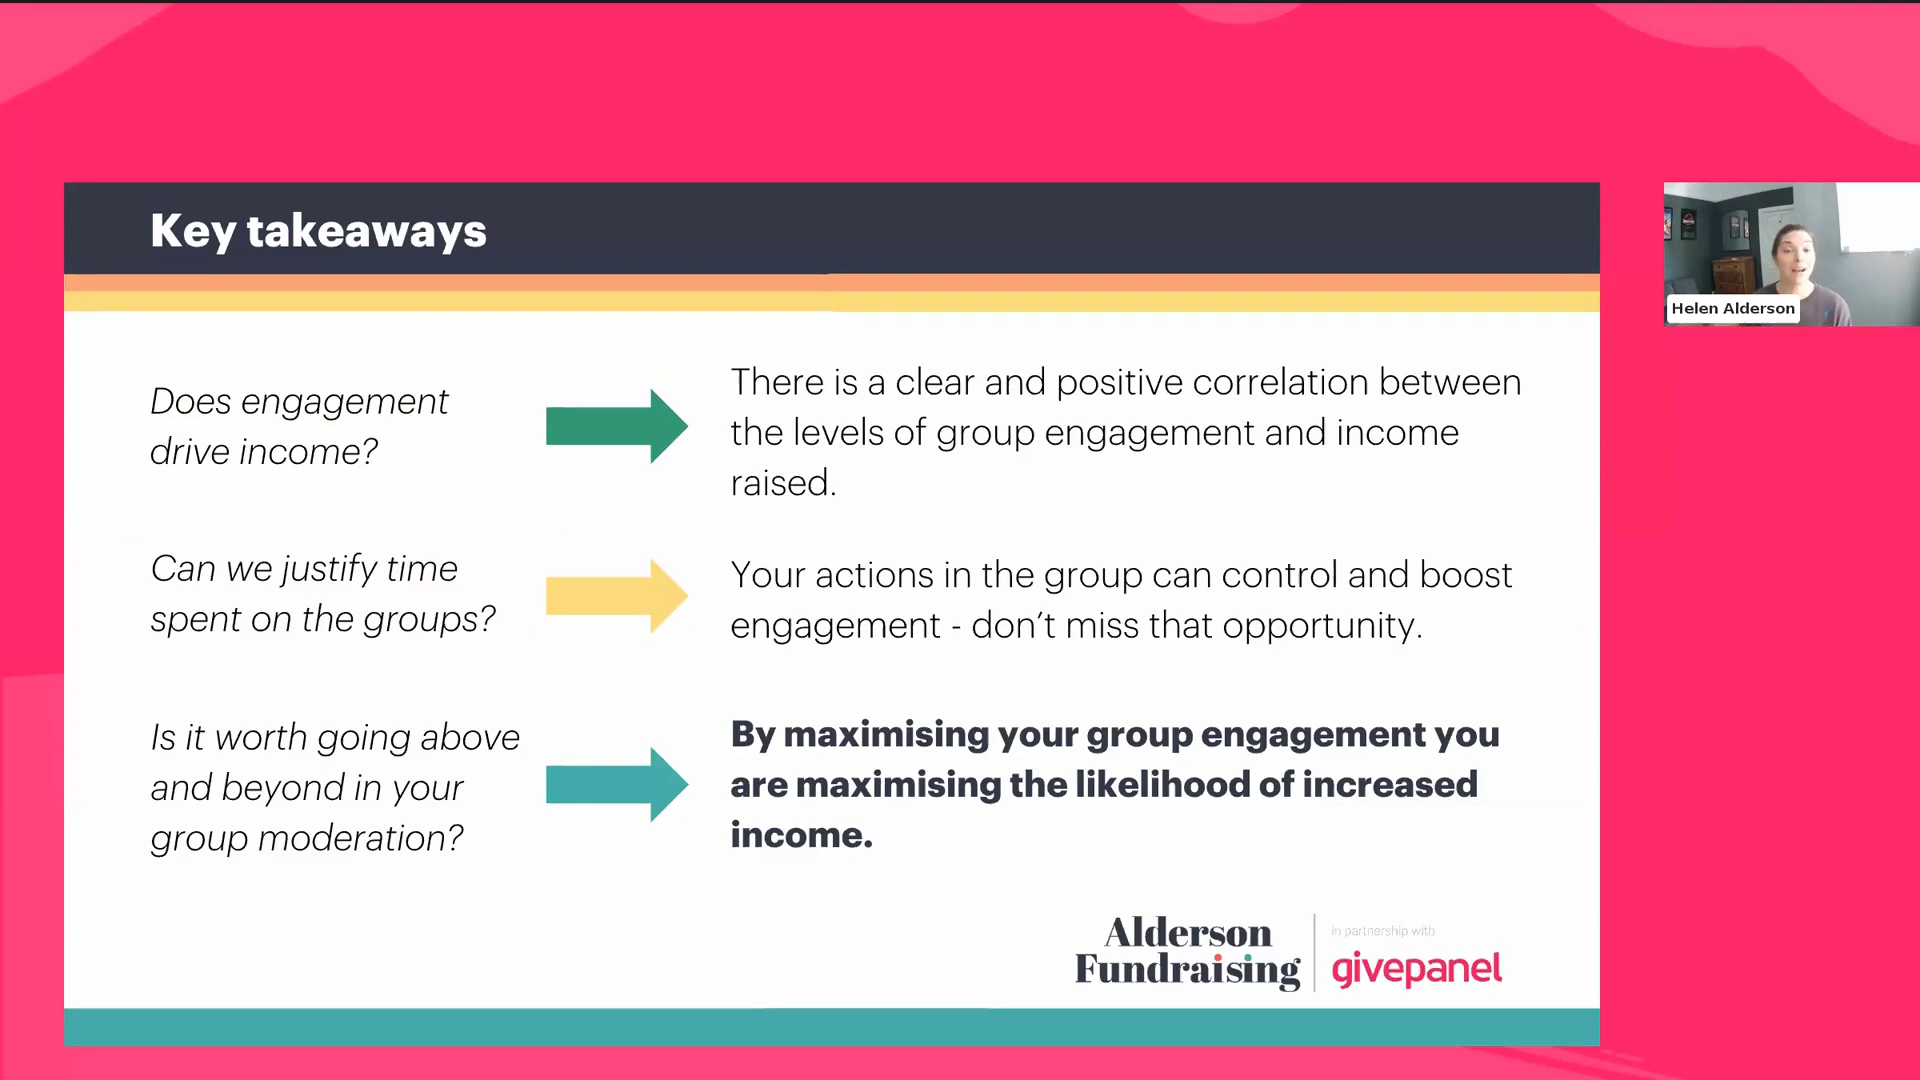 Key takeaways
Does engagement
drive income?
There is a clear and positive correlation between
the levels of group engagement and income
raised.
Can we justify time
spent on the groups?
Your actions in the group can control and boost
engagement - don’t miss that opportunity.
Is it worth going above
and beyond in your
group moderation?
By maximising your group engagement you
are maximising the likelihood of increased
income.
Alderson
Fundraising
in partnership with
givepanel
Helen Alderson